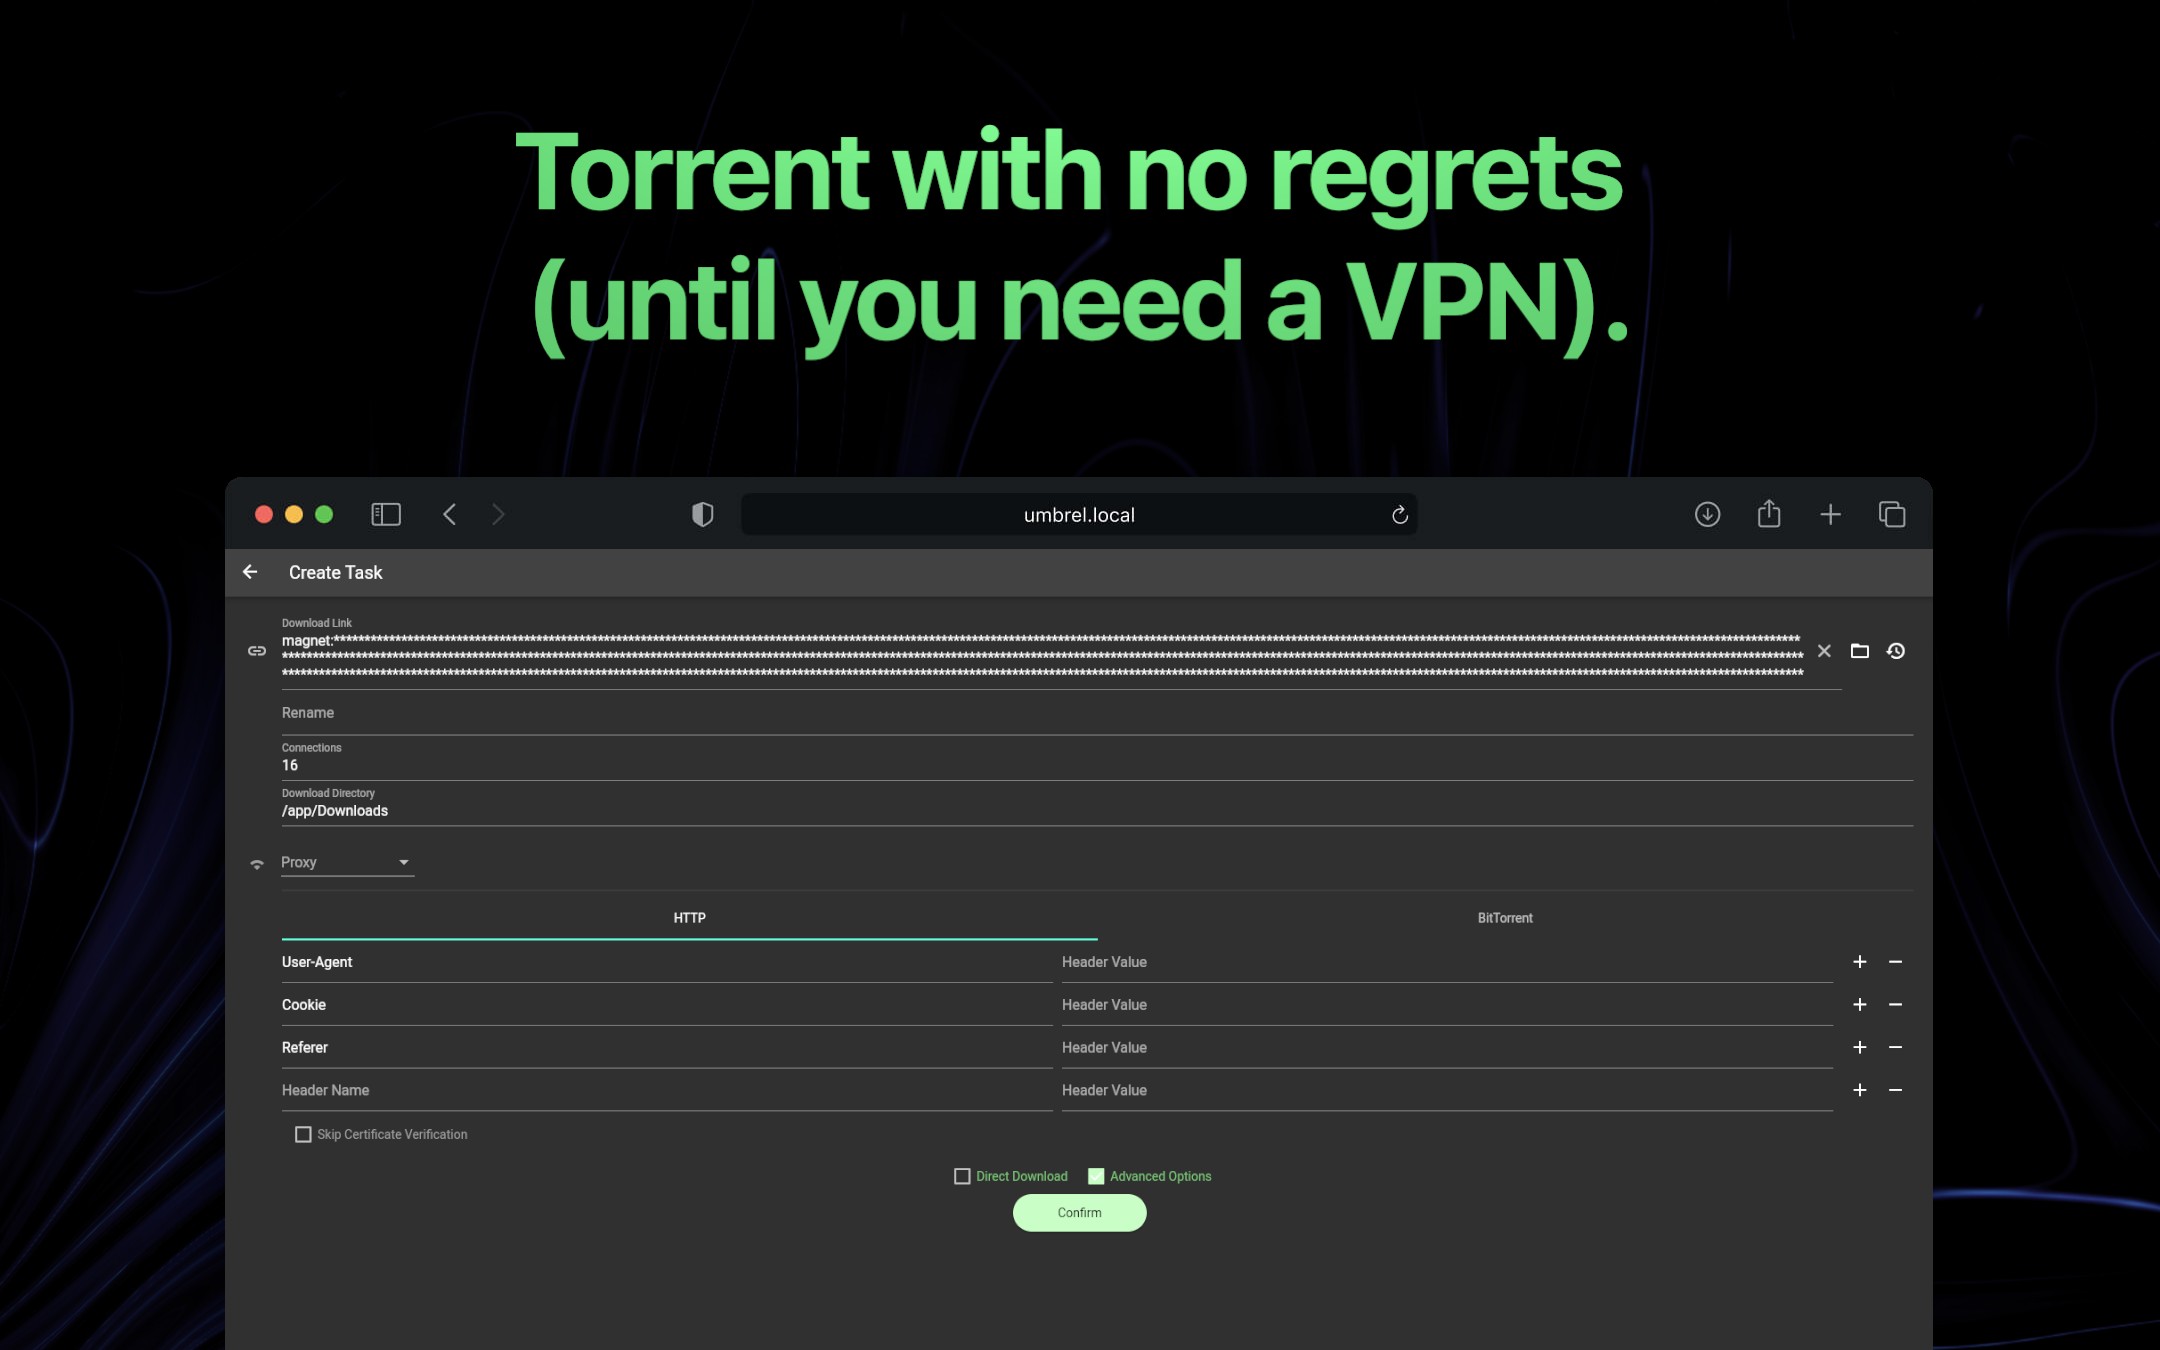 Torrent with no regrets
(until you need a VPN).
umbrel.local
Create Task
Download Link
magnet:
Rename
Connections
16
Download Directory
/app/Downloads
Proxy
HTTP BitTorrent
User-Agent Header Value
Cookie Header Value
Referer Header Value
Header Name Header Value
Skip Certificate Verification
Direct Download Advanced Options
Confirm